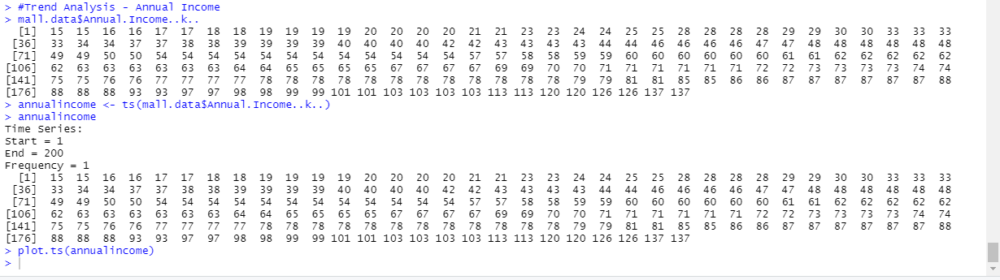 > #Trend Analysis - Annual Income
> mall.data$Annual.Income..k..
[1] 15 15 16 16 17 17 18 18 19 19 19 19 20 20 20 20 21 21 23 23 24 24 25 25 28 28 28 28 29 29 30 30 33 33 33
[36] 33 34 34 37 37 38 38 39 39 39 39 40 40 40 40 42 42 43 43 43 43 44 44 46 46 46 46 47 47 48 48 48 48 48 48
[71] 49 49 50 50 54 54 54 54 54 54 54 54 54 54 54 54 57 57 58 58 59 59 60 60 60 60 60 60 61 61 62 62 62 62 62
[106] 62 63 63 63 63 63 63 64 64 65 65 65 65 67 67 67 67 69 69 70 70 71 71 71 71 71 71 72 72 73 73 73 73 74 74
[141] 75 75 76 76 77 77 77 77 78 78 78 78 78 78 78 78 78 78 78 78 79 79 81 81 85 85 86 86 87 87 87 87 87 87 88
[176] 88 88 88 93 93 97 97 98 98 99 99 101 101 103 103 103 103 113 113 120 120 126 126 137 137
> annualincome <- ts(mall.data$Annual.Income..k..)
> annualincome
Time Series:
Start = 1
End = 200
Frequency = 1
[1] 15 15 16 16 17 17 18 18 19 19 19 19 20 20 20 20 21 21 23 23 24 24 25 25 28 28 28 28 29 29 30 30 33 33 33
[36] 33 34 34 37 37 38 38 39 39 39 39 40 40 40 40 42 42 43 43 43 43 44 44 46 46 46 46 47 47 48 48 48 48 48 48
[71] 49 49 50 50 54 54 54 54 54 54 54 54 54 54 54 54 57 57 58 58 59 59 60 60 60 60 60 60 61 61 62 62 62 62 62
[106] 62 63 63 63 63 63 63 64 64 65 65 65 65 67 67 67 67 69 69 70 70 71 71 71 71 71 71 72 72 73 73 73 73 74 74
[141] 75 75 76 76 77 77 77 77 78 78 78 78 78 78 78 78 78 78 78 78 79 79 81 81 85 85 86 86 87 87 87 87 87 87 88
[176] 88 88 88 93 93 97 97 98 98 99 99 101 101 103 103 103 103 113 113 120 120 126 126 137 137
> plot.ts(annualincome)
>